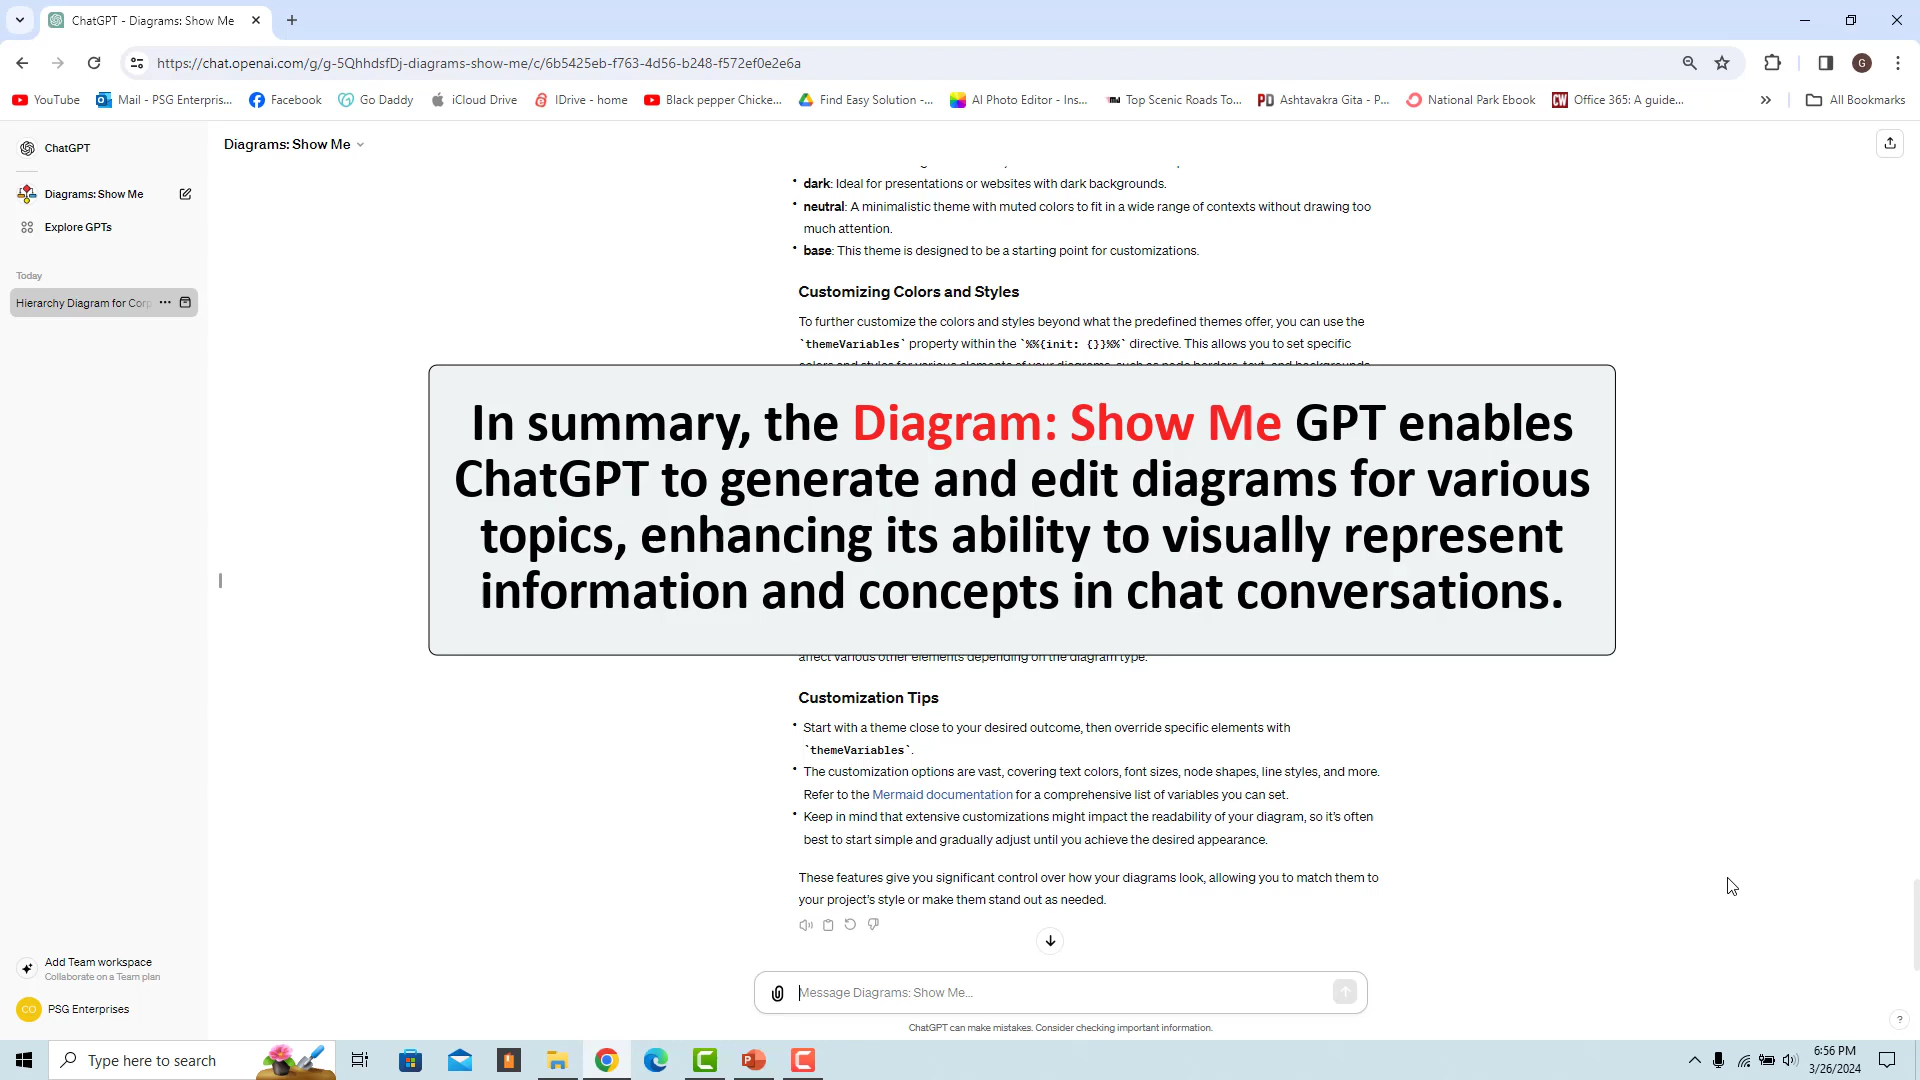 ChatGPT - Diagrams: Show Me
https://chat.openai.com/g/g-5QhhdsfDj-diagrams-show-me/c/6b5425eb-f763-4d56-b248-f572ef0e2e6a
G
YouTube
Mail - PSG Enterpris...
Facebook
Go Daddy
iCloud Drive
IDrive - home
Black pepper Chicke...
Find Easy Solution -...
AI Photo Editor - Ins...
Top Scenic Roads To...
Ashtavakra Gita - P...
National Park Ebook
Office 365: A guide...
All Bookmarks
ChatGPT
Diagrams: Show Me
Explore GPTs
Today
Hierarchy Diagram for Corp
Diagrams: Show Me
• dark: Ideal for presentations or websites with dark backgrounds.
• neutral: A minimalistic theme with muted colors to fit in a wide range of contexts without drawing too
much attention.
• base: This theme is designed to be a starting point for customizations.
Customizing Colors and Styles
To further customize the colors and styles beyond what the predefined themes offer, you can use the
`themeVariables` property within the `%%{init: {}}%%` directive. This allows you to set specific
In summary, the Diagram: Show Me GPT enables
ChatGPT to generate and edit diagrams for various
topics, enhancing its ability to visually represent
information and concepts in chat conversations.
affect various other elements depending on the diagram type.
Customization Tips
• Start with a theme close to your desired outcome, then override specific elements with
`themeVariables`.
• The customization options are vast, covering text colors, font sizes, node shapes, line styles, and more.
Refer to the Mermaid documentation for a comprehensive list of variables you can set.
• Keep in mind that extensive customizations might impact the readability of your diagram, so it's often
best to start simple and gradually adjust until you achieve the desired appearance.
These features give you significant control over how your diagrams look, allowing you to match them to
your project's style or make them stand out as needed.
Add Team workspace
Collaborate on a Team plan
CO PSG Enterprises
Message Diagrams: Show Me...
ChatGPT can make mistakes. Consider checking important information.
?
Type here to search
6:56 PM
3/26/2024